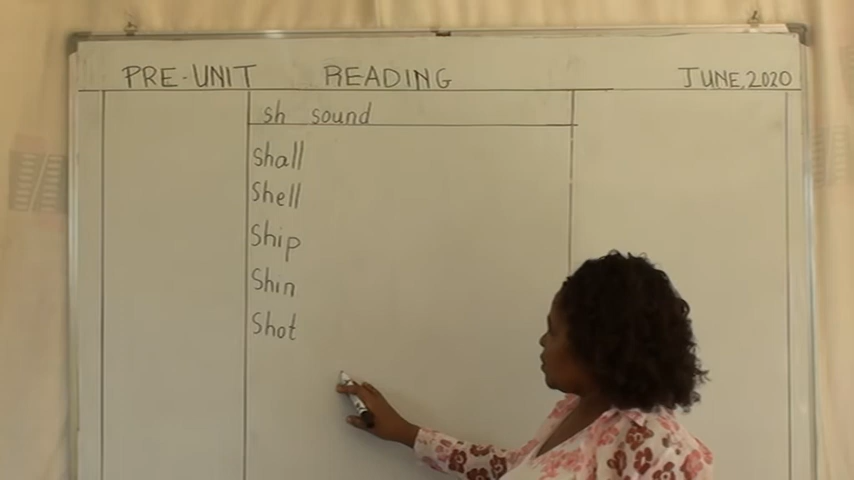 PRE-UNIT READING JUNE, 2020
sh sound
Shall
Shell
Ship
Shin
Shot